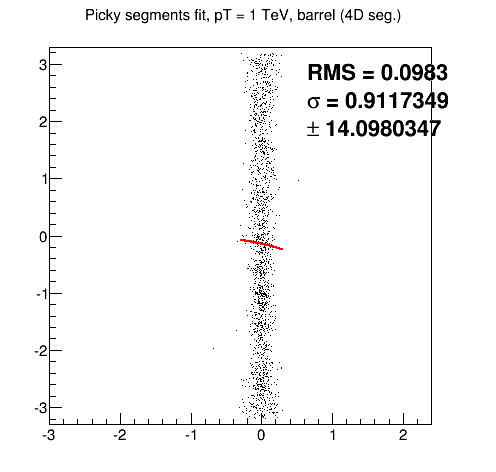 Picky segments fit, pT = 1 TeV, barrel (4D seg.)
RMS = 0.0983
σ = 0.9117349
± 14.0980347
3
2
1
0
-1
-2
-3
-3 -2 -1 0 1 2